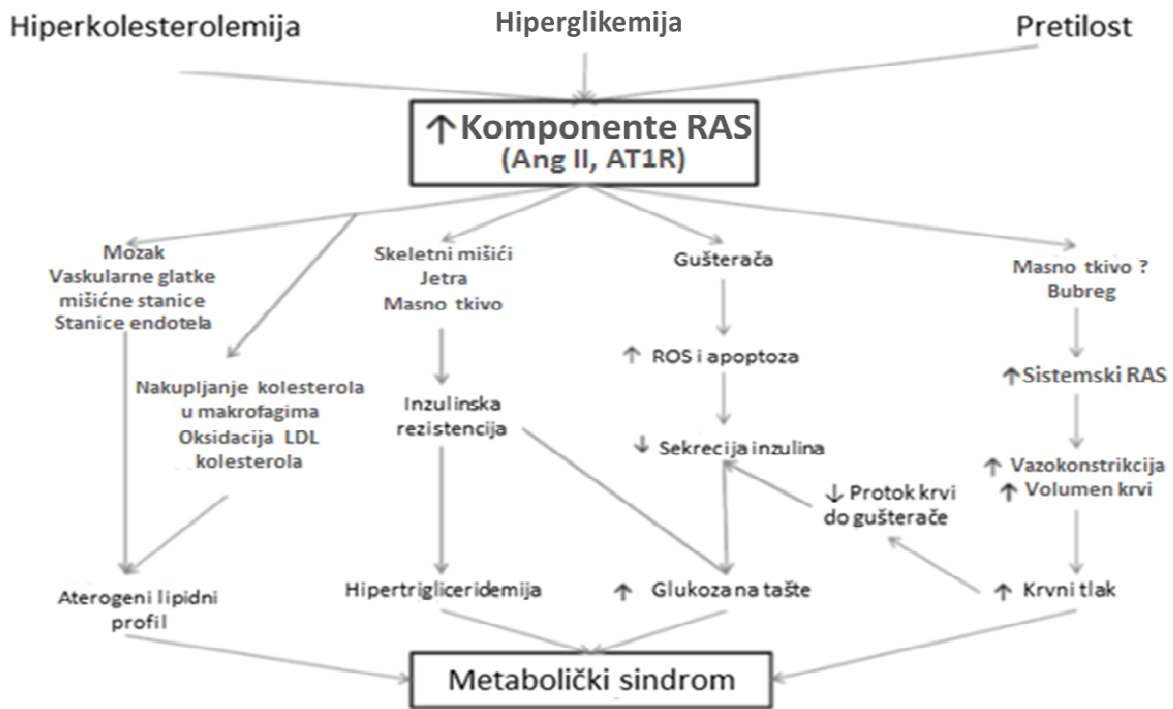 Hiperkolesterolemija
Hiperglikemija
Pretilost
↑ Komponente RAS
(Ang II, AT1R)
Mozak
Vaskularne glatke
mišićne stanice
Stanice endotela
Skeletni mišići
Jetra
Masno tkivo
Gušterača
Masno tkivo ?
Bubreg
↑ ROS i apoptoza
↑ Sistemski RAS
Nakupljanje kolesterola
u makrofagima
Oksidacija LDL
kolesterola
Inzulinska
rezistencija
↓ Sekrecija inzulina
↑ Vazokonstrikcija
↑ Volumen krvi
↓ Protok krvi
do gušterače
Aterogeni lipidni
profil
Hipertrigliceridemija
↑ Glukoza na tašte
↑ Krvni tlak
Metabolički sindrom